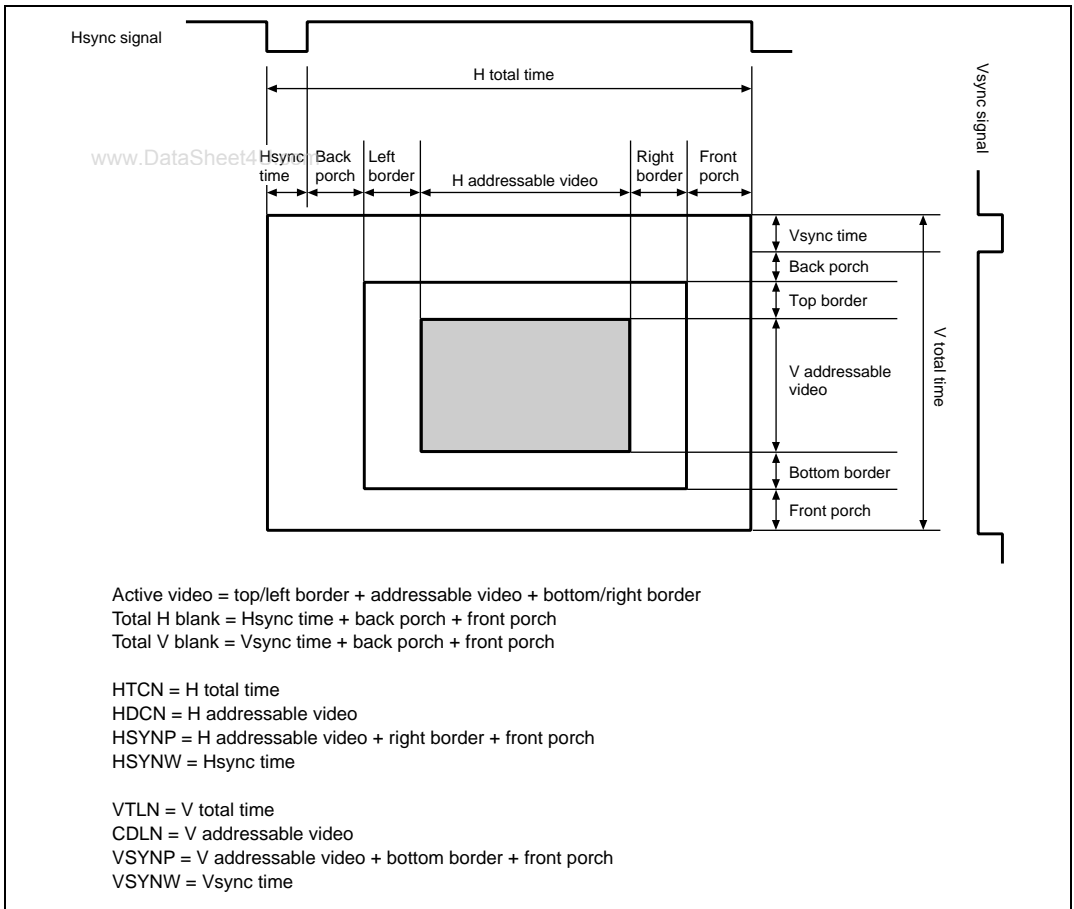 Hsync signal
H total time
Vsync signal
www.DataSheet4
Hsync time
Back porch
Left border
H addressable video
Right border
Front porch
Vsync time
Back porch
Top border
V addressable video
V total time
Bottom border
Front porch
Active video = top/left border + addressable video + bottom/right border
Total H blank = Hsync time + back porch + front porch
Total V blank = Vsync time + back porch + front porch
HTCN = H total time
HDCN = H addressable video
HSYNP = H addressable video + right border + front porch
HSYNW = Hsync time
VTLN = V total time
CDLN = V addressable video
VSYNP = V addressable video + bottom border + front porch
VSYNW = Vsync time